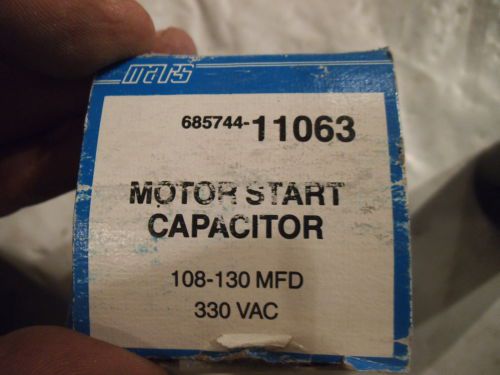 mars
685744-11063
MOTOR START
CAPACITOR
108-130 MFD
330 VAC